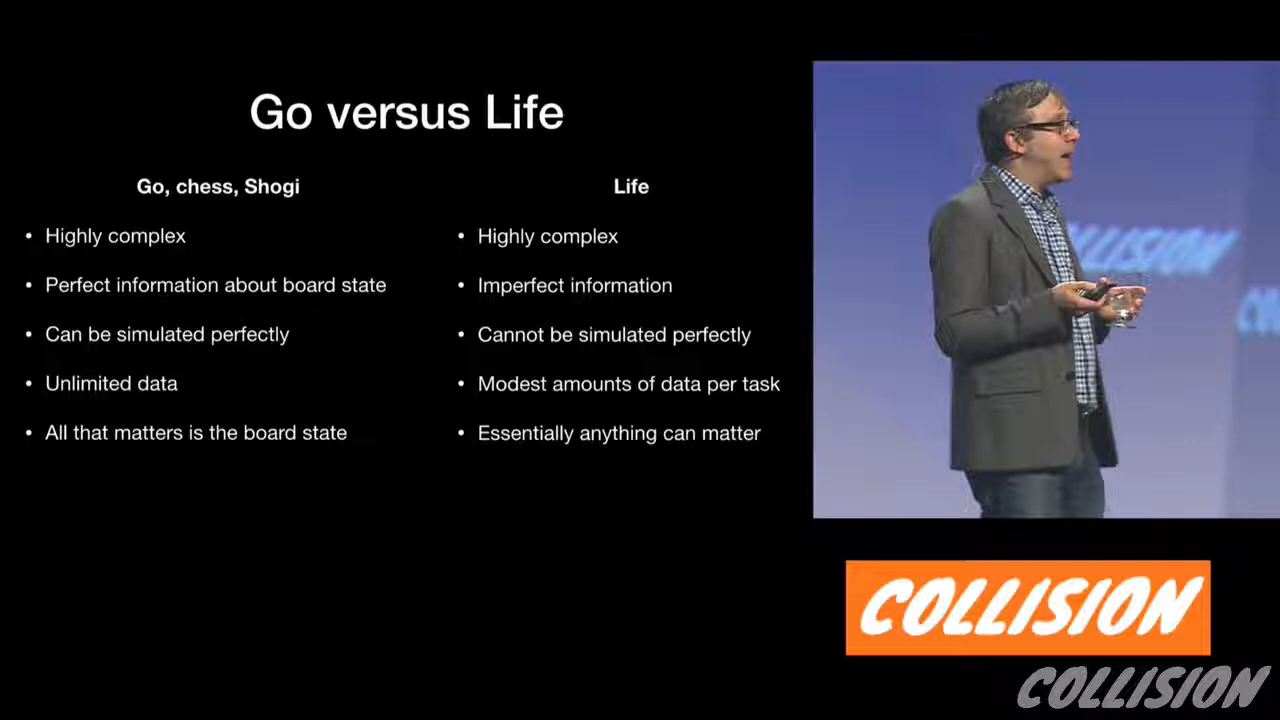 Go versus Life
Go, chess, Shogi
• Highly complex
• Perfect information about board state
• Can be simulated perfectly
• Unlimited data
• All that matters is the board state
Life
• Highly complex
• Imperfect information
• Cannot be simulated perfectly
• Modest amounts of data per task
• Essentially anything can matter
COLLISION
COLLISION
COLLISION